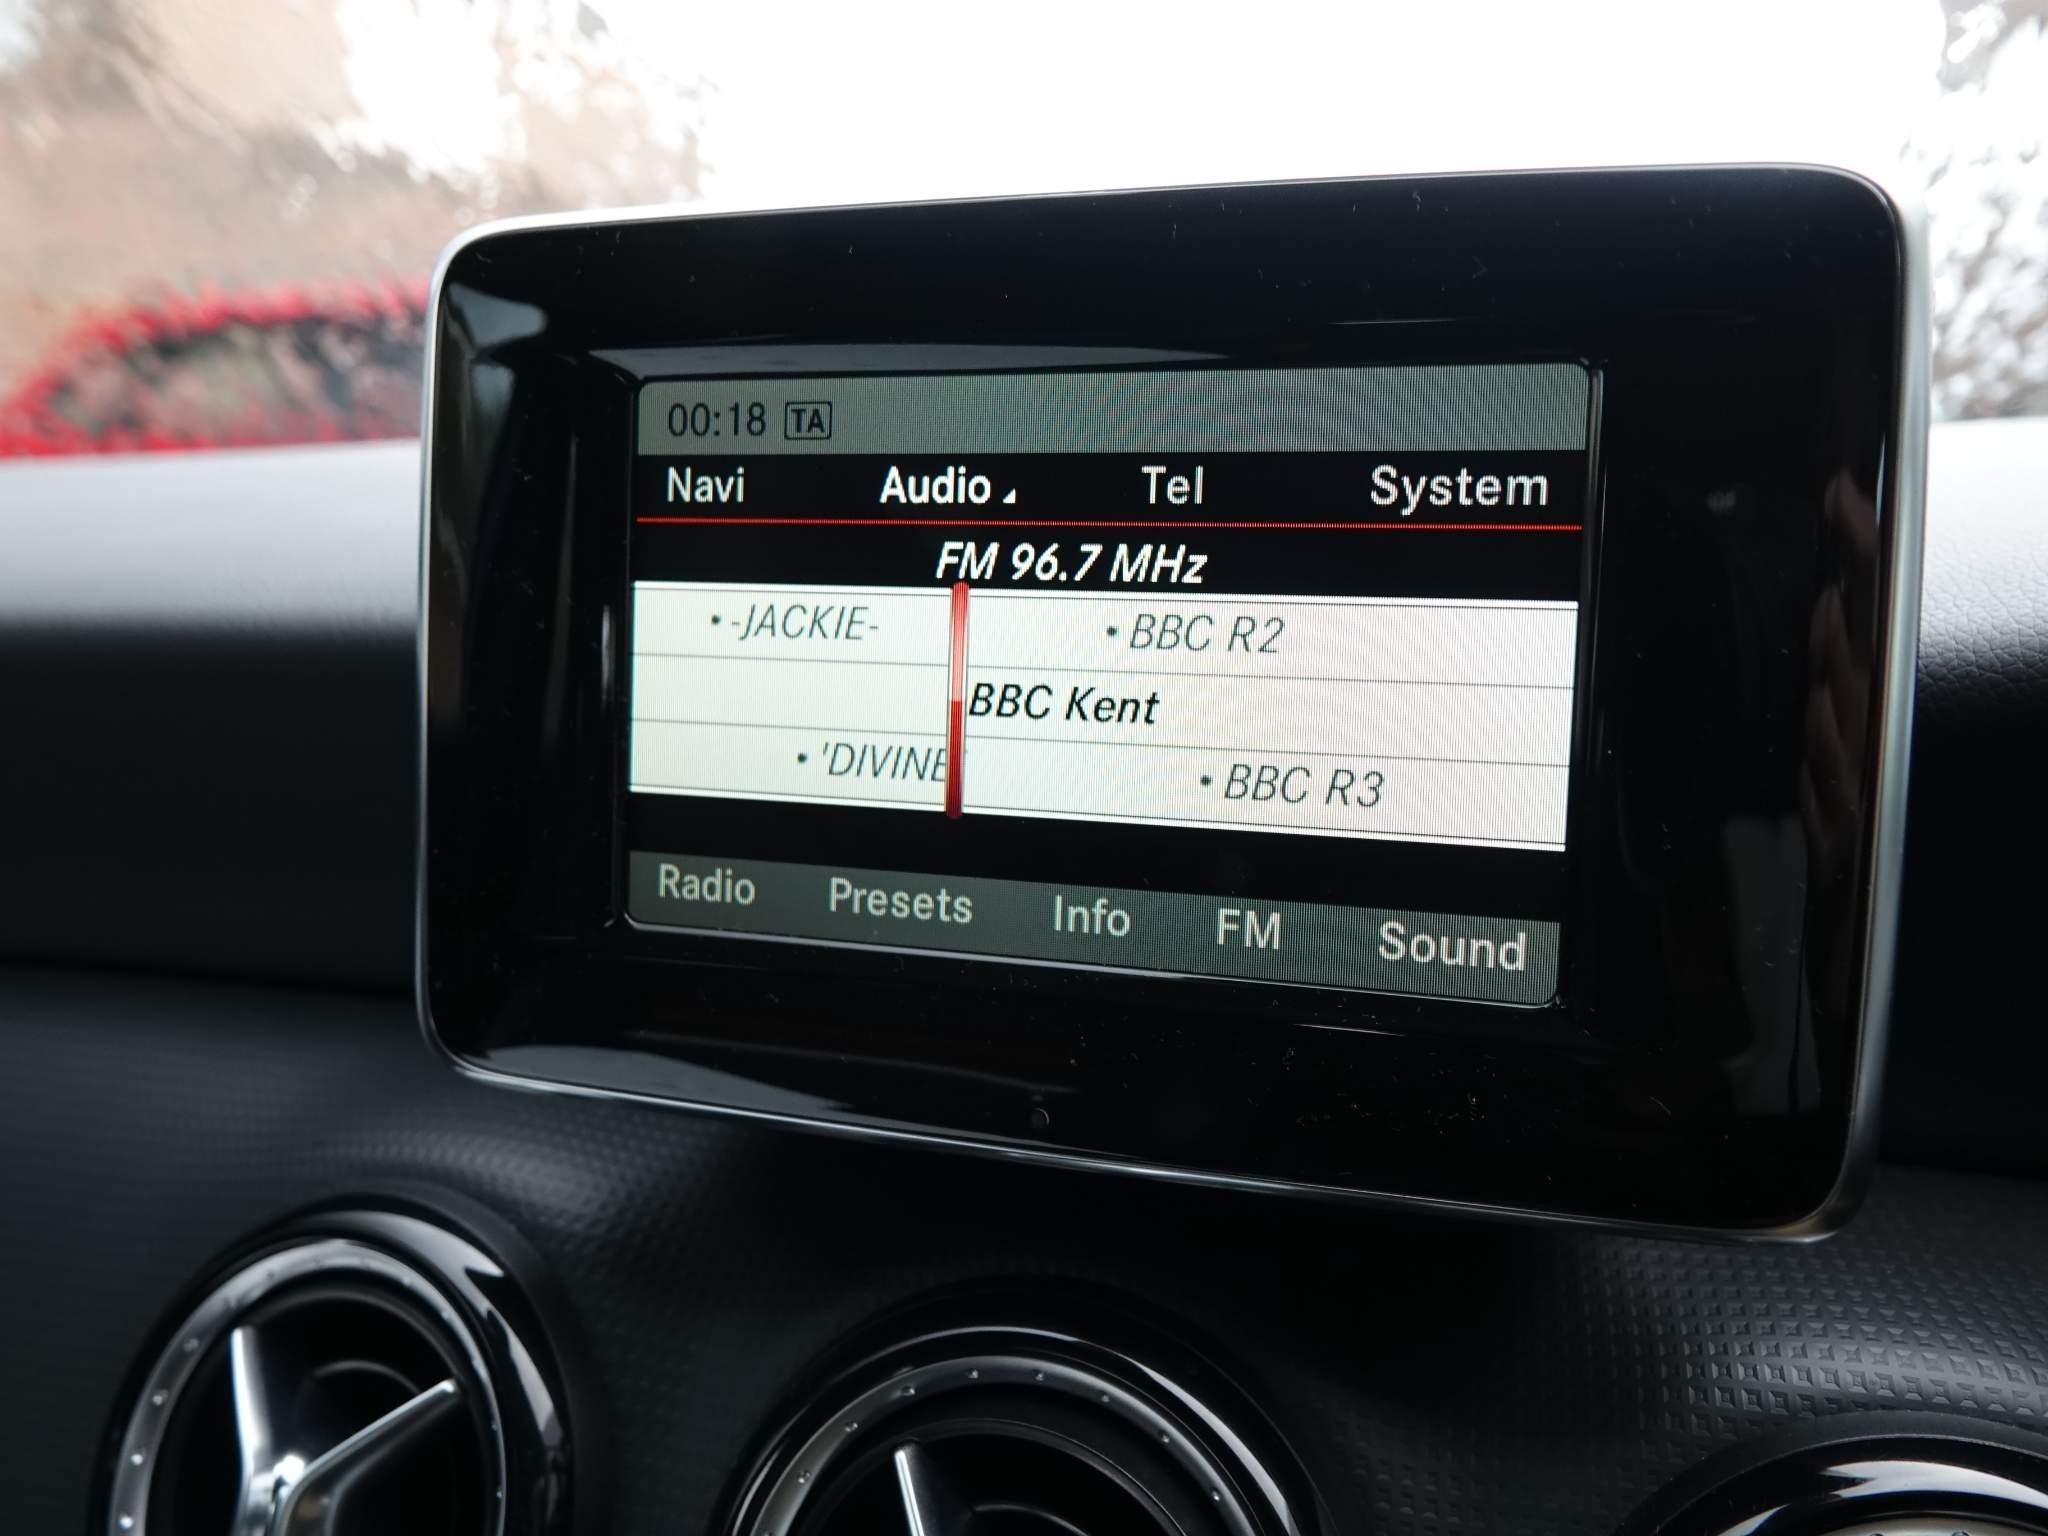 00:18 TA
Navi Audio Tel System
FM 96.7 MHz
• -JACKIE- • BBC R2
BBC Kent
• 'DIVINE • BBC R3
Radio Presets Info FM Sound